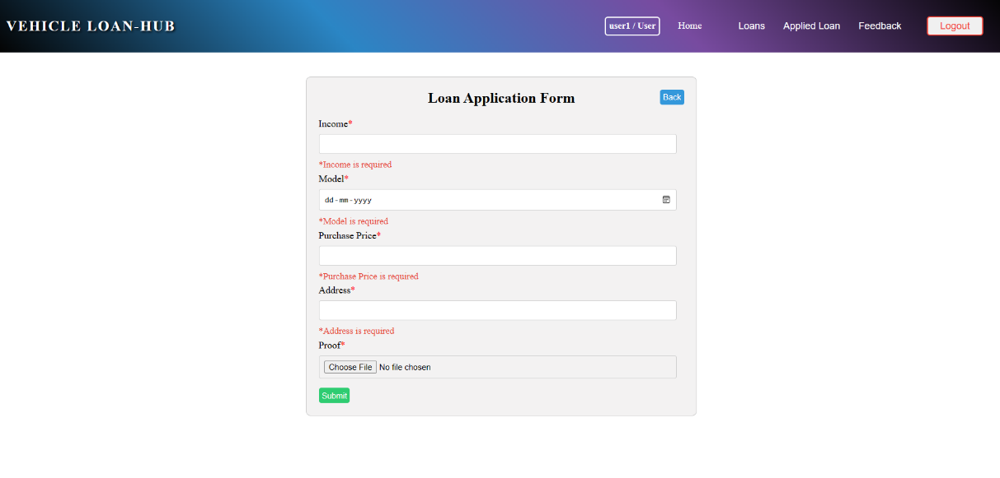 VEHICLE LOAN-HUB
user1 / User
Home
Loans
Applied Loan
Feedback
Logout
Loan Application Form
Back
Income*
*Income is required
Model*
dd-mm-yyyy
*Model is required
Purchase Price*
*Purchase Price is required
Address*
*Address is required
Proof*
Choose File No file chosen
Submit